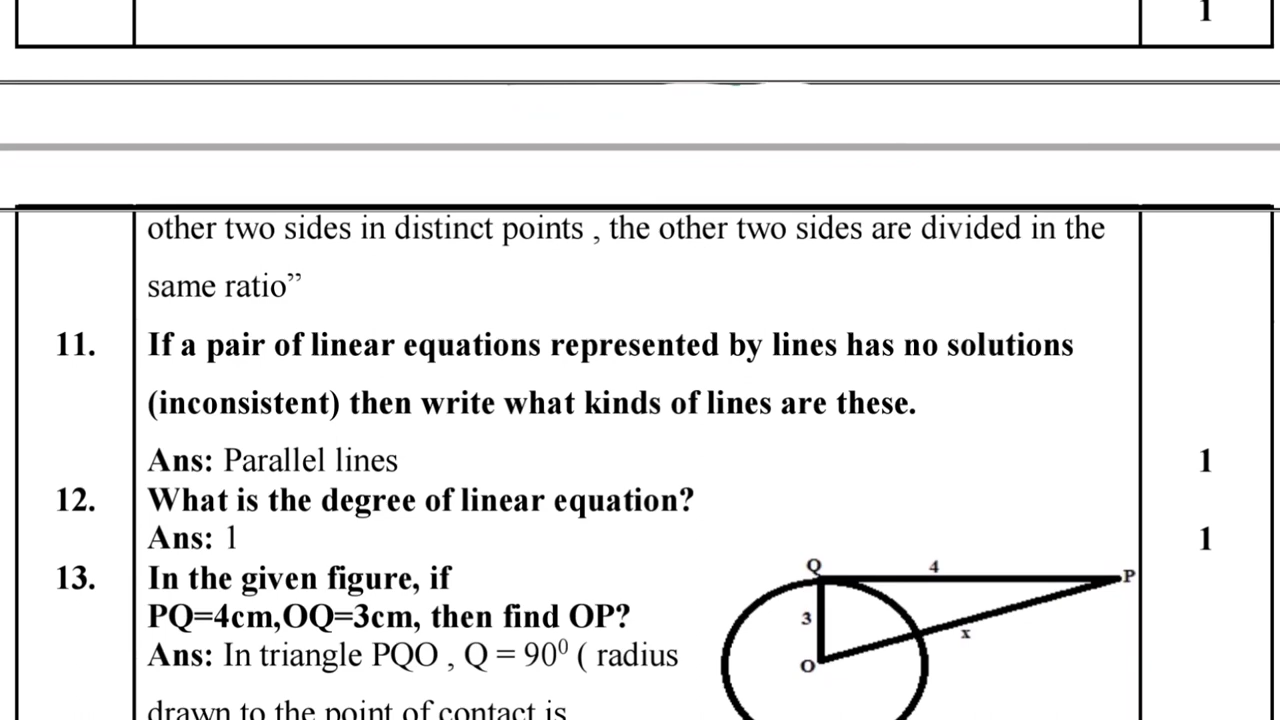 1
other two sides in distinct points , the other two sides are divided in the
same ratio”
11. If a pair of linear equations represented by lines has no solutions
(inconsistent) then write what kinds of lines are these.
Ans: Parallel lines 1
12. What is the degree of linear equation?
Ans: 1 1
13. In the given figure, if
PQ=4cm,OQ=3cm, then find OP?
Ans: In triangle PQO , Q = 90⁰ ( radius
drawn to the point of contact is
Q 4 P
3 x
O